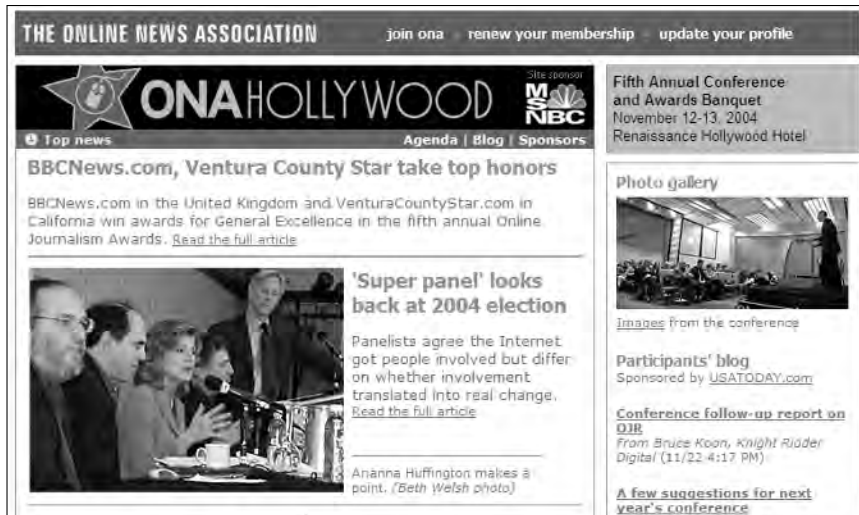 THE ONLINE NEWS ASSOCIATION
join ona renew your membership update your profile
ONAHOLLYWOOD
Site sponsor
MSNBC
Top news
Agenda | Blog | Sponsors
BBCNews.com, Ventura County Star take top honors
BBCNews.com in the United Kingdom and VenturaCountyStar.com in
California win awards for General Excellence in the fifth annual Online
Journalism Awards. Read the full article
'Super panel' looks
back at 2004 election
Panelists agree the Internet
got people involved but differ
on whether involvement
translated into real change.
Read the full article
Arianna Huffington makes a
point. (Beth Welsh photo)
Fifth Annual Conference
and Awards Banquet
November 12-13, 2004
Renaissance Hollywood Hotel
Photo gallery
Images from the conference
Participants' blog
Sponsored by USATODAY.com
Conference follow-up report on
OJR
From Bruce Koon, Knight Ridder
Digital (11/22 4:17 PM)
A few suggestions for next
year's conference